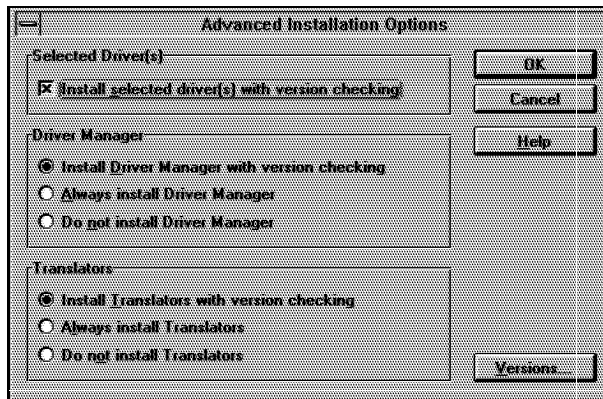 Advanced Installation Options
Selected Driver(s)
Install selected driver(s) with version checking
OK
Cancel
Help
Driver Manager
Install Driver Manager with version checking
Always install Driver Manager
Do not install Driver Manager
Translators
Install Translators with version checking
Always install Translators
Do not install Translators
Versions...